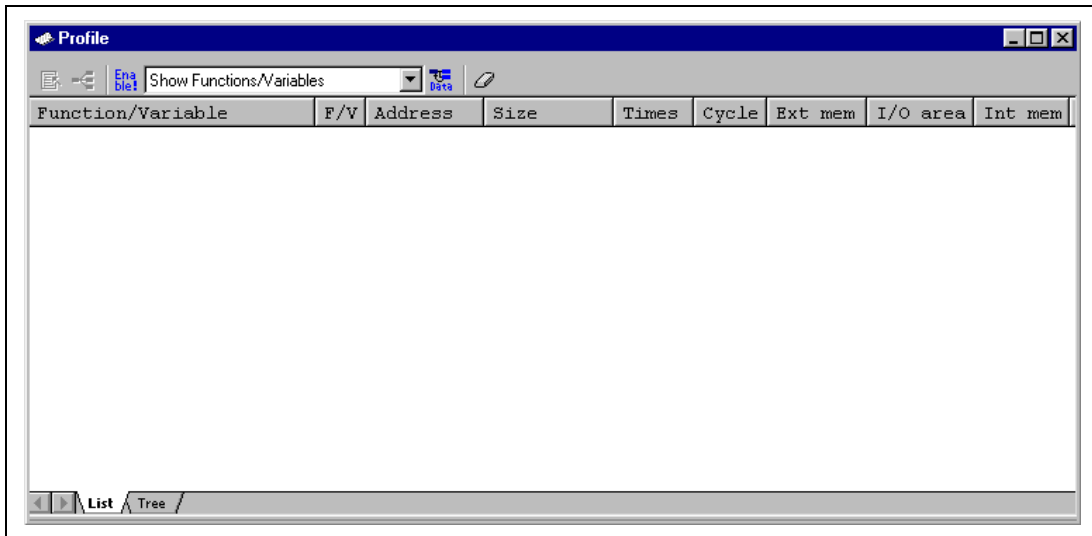 Profile
Ena
ble! Show Functions/Variables Data
Function/Variable F/V Address Size Times Cycle Ext mem I/O area Int mem
List Tree